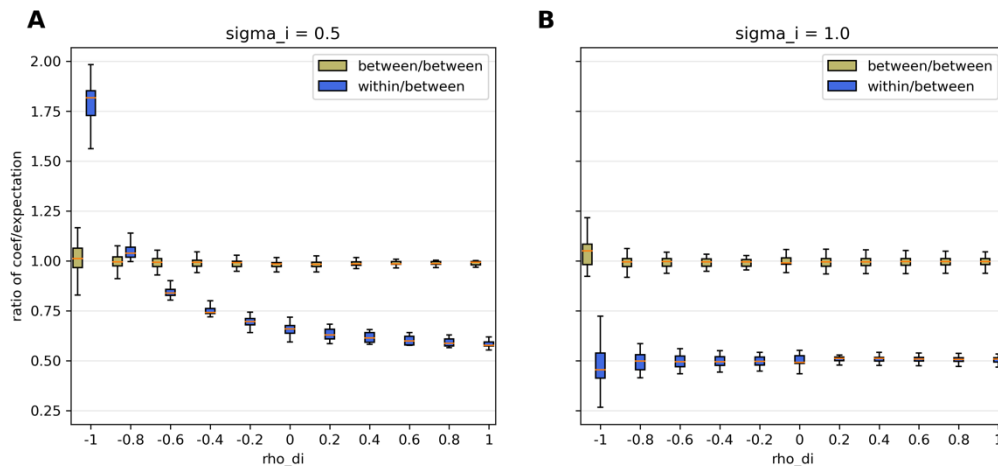 A
sigma_i = 0.5
ratio of coef/expectation
2.00
1.75
1.50
1.25
1.00
0.75
0.50
0.25
between/between
within/between
-1 -0.8 -0.6 -0.4 -0.2 0 0.2 0.4 0.6 0.8 1
rho_di
B
sigma_i = 1.0
between/between
within/between
-1 -0.8 -0.6 -0.4 -0.2 0 0.2 0.4 0.6 0.8 1
rho_di